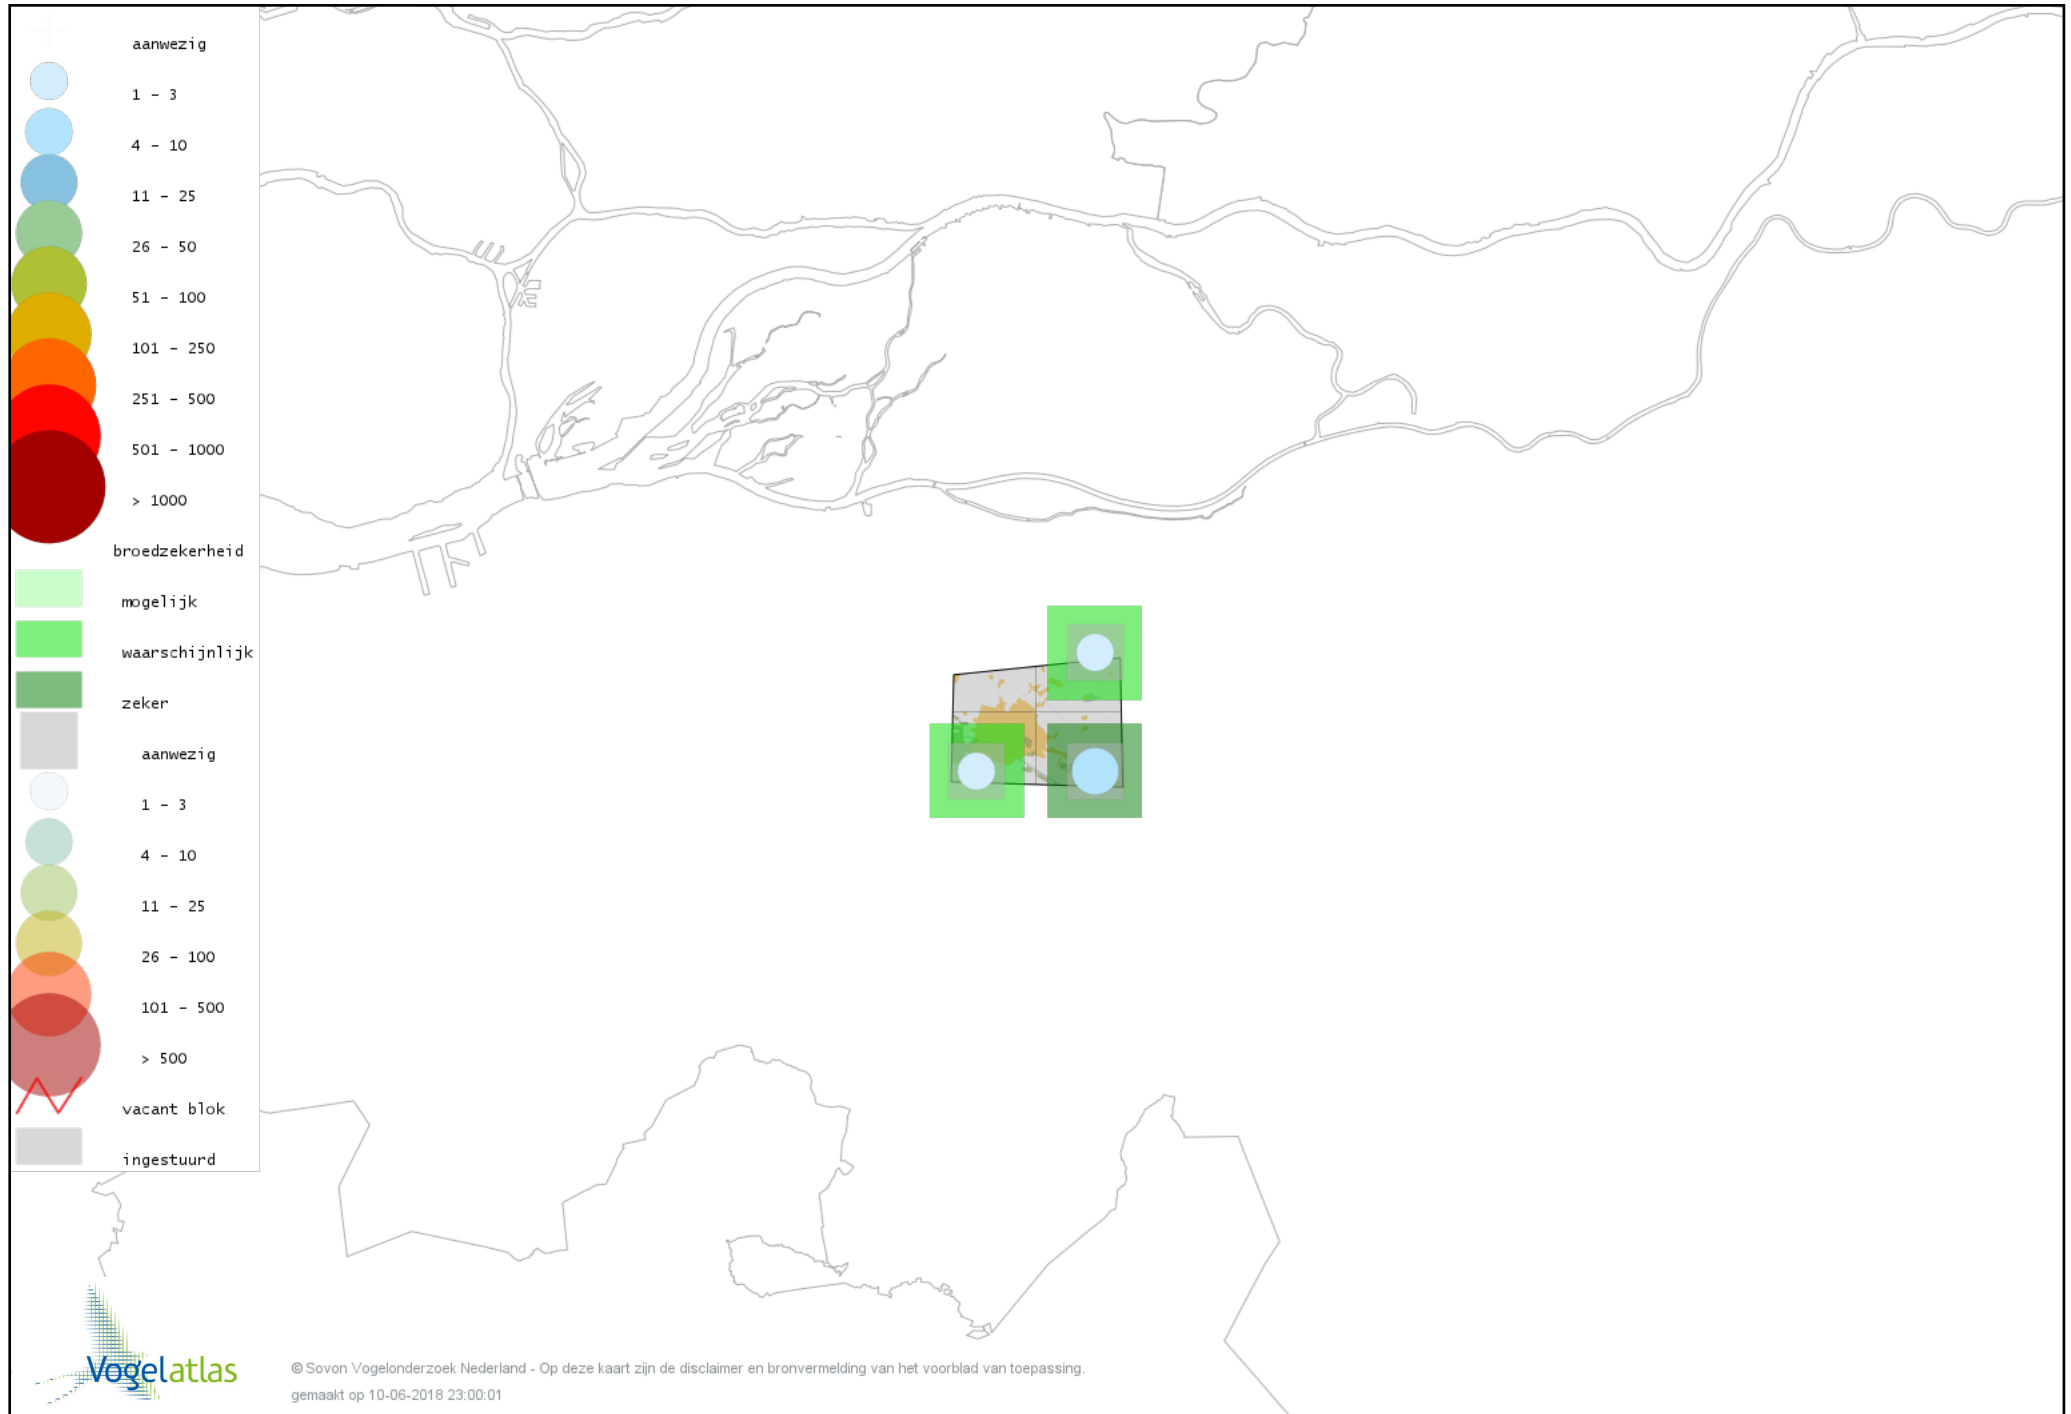 aanwezig
1 - 3
4 - 10
11 - 25
26 - 50
51 - 100
101 - 250
251 - 500
501 - 1000
> 1000
broedzekerheid
mogelijk
waarschijnlijk
zeker
aanwezig
1 - 3
4 - 10
11 - 25
26 - 100
101 - 500
> 500
vacant blok
ingestuurd
Vogelatlas
© Sovon Vogelonderzoek Nederland - Op deze kaart zijn de disclaimer en bronvermelding van het voorblad van toepassing.
gemaakt op 10-06-2018 23:00:01